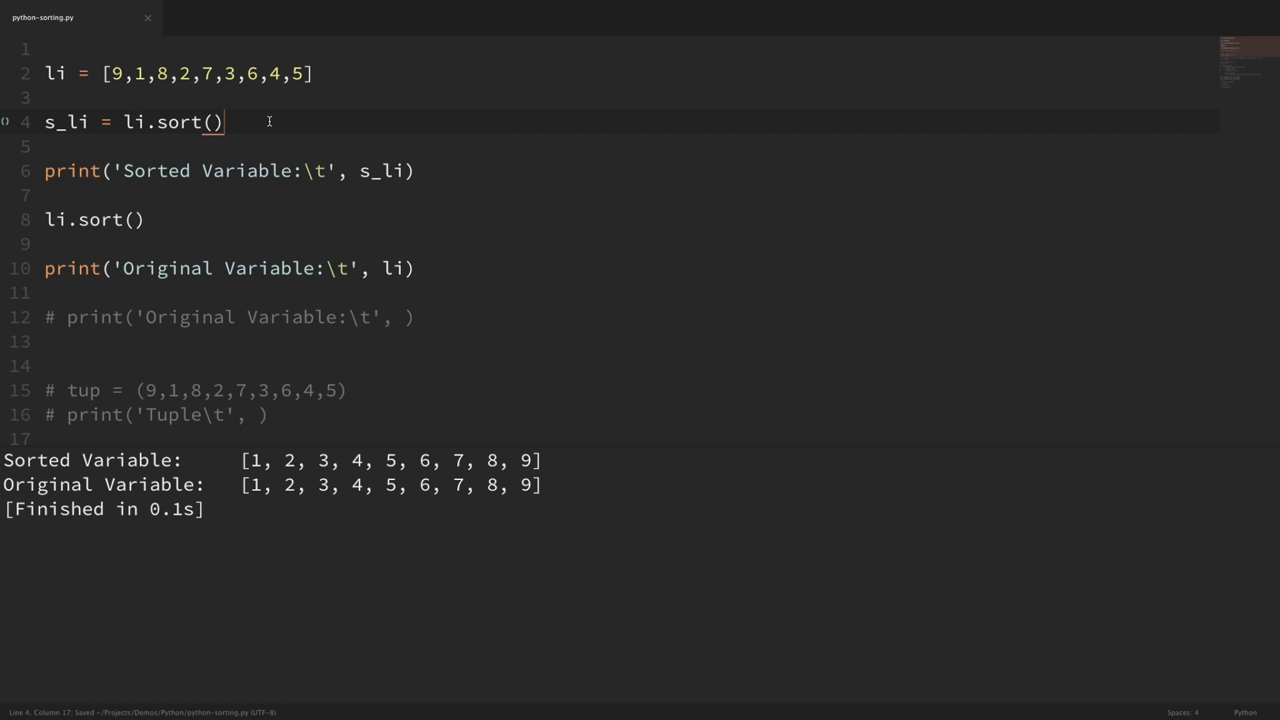 python-sorting.py ×
1
2 li = [9,1,8,2,7,3,6,4,5]
3
() 4 s_li = li.sort()
5
6 print('Sorted Variable:\t', s_li)
7
8 li.sort()
9
10 print('Original Variable:\t', li)
11
12 # print('Original Variable:\t', )
13
14
15 # tup = (9,1,8,2,7,3,6,4,5)
16 # print('Tuple\t', )
17
Sorted Variable: [1, 2, 3, 4, 5, 6, 7, 8, 9]
Original Variable: [1, 2, 3, 4, 5, 6, 7, 8, 9]
[Finished in 0.1s]
Line 4, Column 17: Saved ~/Projects/Demos/Python/python-sorting.py (UTF-8) Spaces: 4 Python